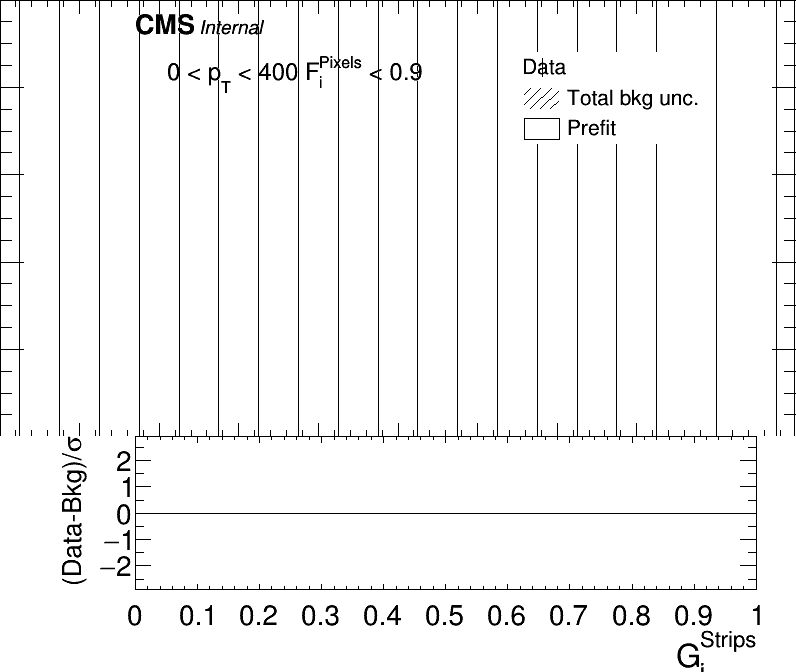 CMS Internal
0 < p_T < 400 F_i^Pixels < 0.9
Data
Total bkg unc.
Prefit
(Data-Bkg)/σ
2
1
0
−1
−2
0 0.1 0.2 0.3 0.4 0.5 0.6 0.7 0.8 0.9 1
G_i^Strips